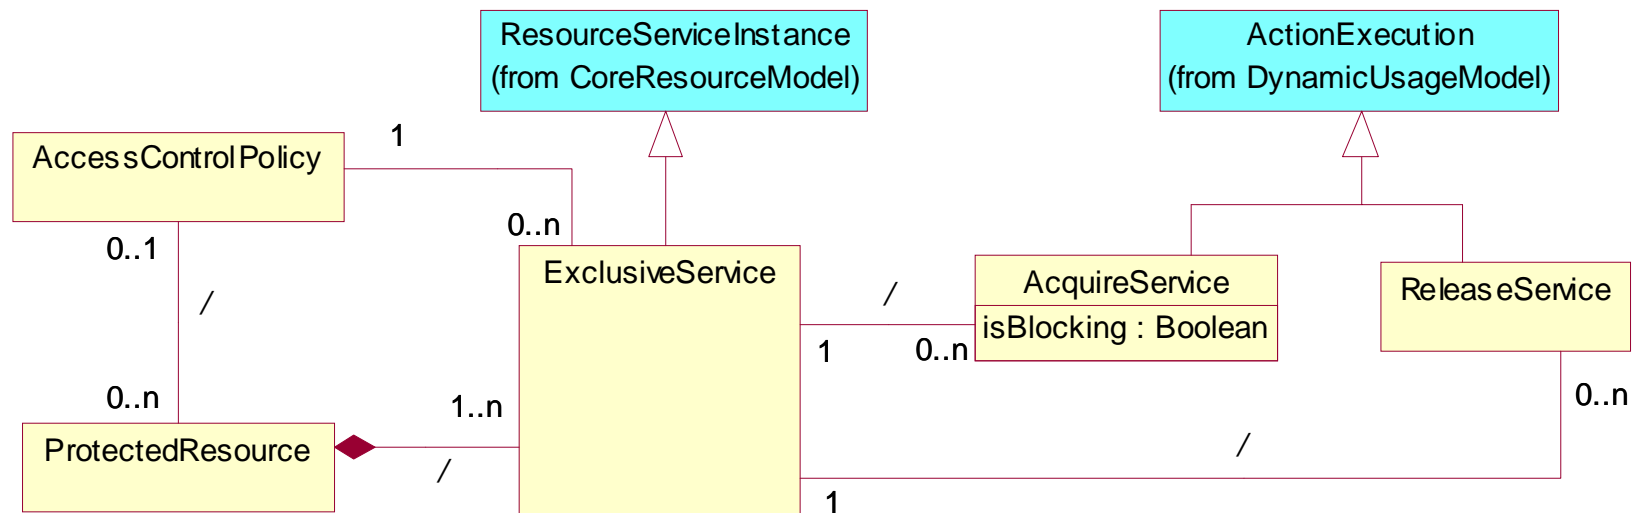 ResourceServiceInstance
(from CoreResourceModel)
ActionExecution
(from DynamicUsageModel)
AccessControlPolicy
1
0..n
0..1
/
0..n
ProtectedResource
1..n
/
ExclusiveService
/
1
0..n
AcquireService
isBlocking : Boolean
ReleaseService
0..n
/
1